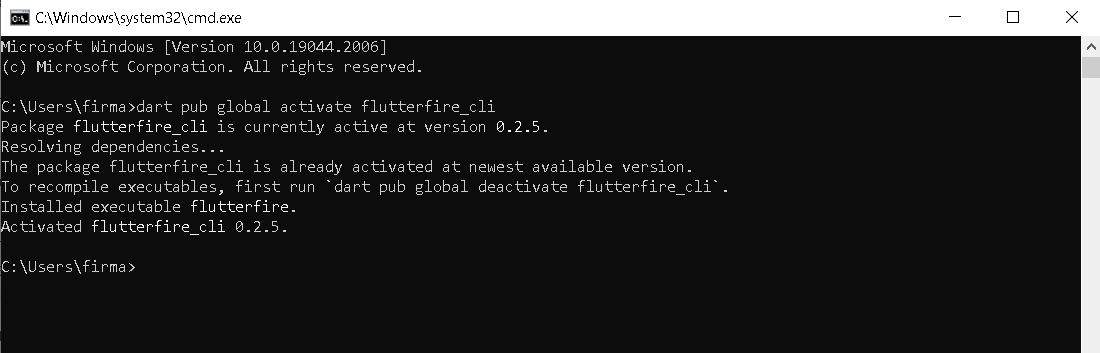 C:\Windows\system32\cmd.exe
Microsoft Windows [Version 10.0.19044.2006]
(c) Microsoft Corporation. All rights reserved.
C:\Users\firma>dart pub global activate flutterfire_cli
Package flutterfire_cli is currently active at version 0.2.5.
Resolving dependencies...
The package flutterfire_cli is already activated at newest available version.
To recompile executables, first run `dart pub global deactivate flutterfire_cli`.
Installed executable flutterfire.
Activated flutterfire_cli 0.2.5.
C:\Users\firma>